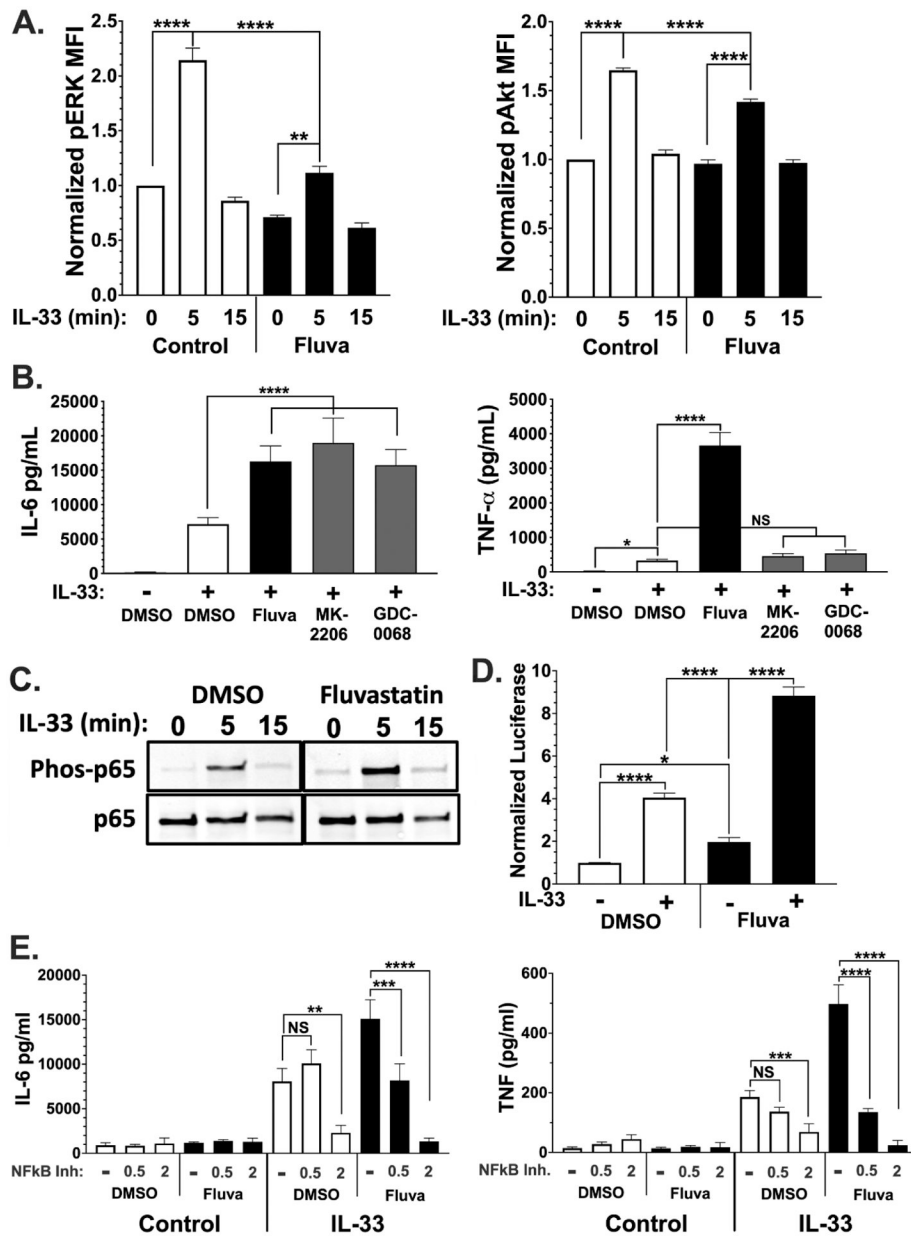 A.
Normalized pERK MFI
2.5
2.0
1.5
1.0
0.5
0.0
**** ****
**
IL-33 (min): 0 5 15 0 5 15
Control Fluva
Normalized pAkt MFI
2.0
1.5
1.0
0.5
0.0
**** ****
****
IL-33 (min): 0 5 15 0 5 15
Control Fluva
B.
IL-6 pg/mL
25000
20000
15000
10000
5000
0
****
IL-33: - + + + +
DMSO DMSO Fluva MK- GDC-
2206 0068
TNF-α (pg/mL)
4000
3000
2000
1000
0
****
NS
*
IL-33: - + + + +
DMSO DMSO Fluva MK- GDC-
2206 0068
C.
DMSO Fluvastatin
IL-33 (min): 0 5 15 0 5 15
Phos-p65
p65
D.
Normalized Luciferase
10
8
6
4
2
0
**** ****
*
****
IL-33 - + - +
DMSO Fluva
E.
IL-6 pg/ml
20000
15000
10000
5000
0
****
***
**
NS
NFkB Inh: - 0.5 2 - 0.5 2 - 0.5 2 - 0.5 2
DMSO Fluva DMSO Fluva
Control IL-33
TNF (pg/ml)
600
400
200
0
****
****
***
NS
NFkB Inh. - 0.5 2 - 0.5 2 - 0.5 2 - 0.5 2
DMSO Fluva DMSO Fluva
Control IL-33